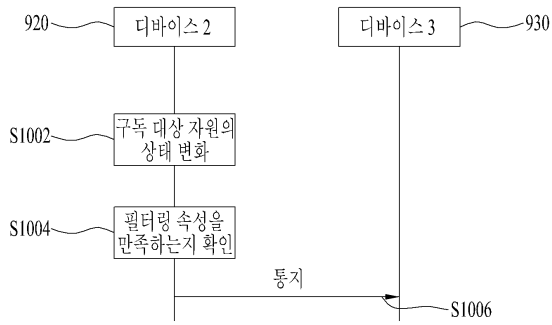 920
디바이스 2
디바이스 3
930
S1002
구독 대상 자원의
상태 변화
S1004
필터링 속성을
만족하는지 확인
통지
S1006